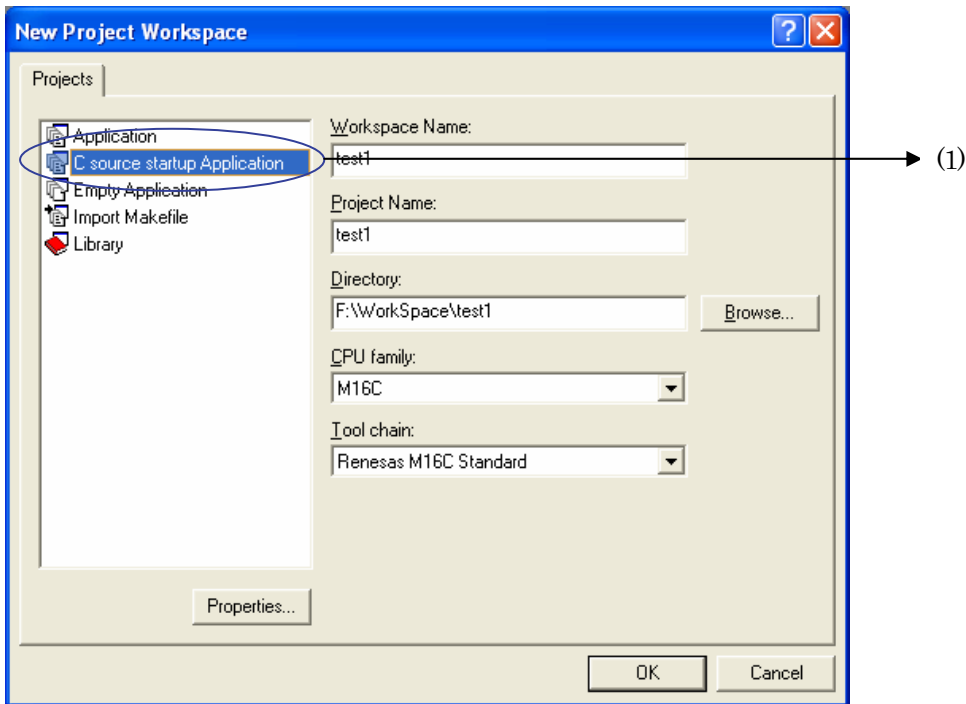 New Project Workspace
Projects
Application
C source startup Application
Empty Application
Import Makefile
Library
Properties...
Workspace Name:
test1
Project Name:
test1
Directory:
F:\WorkSpace\test1
Browse...
CPU family:
M16C
Tool chain:
Renesas M16C Standard
OK
Cancel
(1)